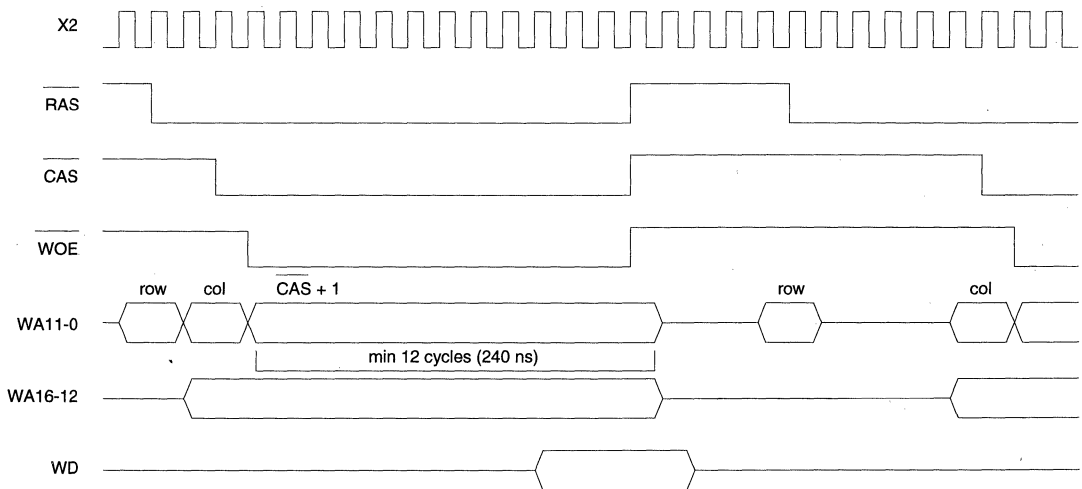 X2
RAS
CAS
WOE
row col CAS + 1 row col
WA11-0
min 12 cycles (240 ns)
WA16-12
WD